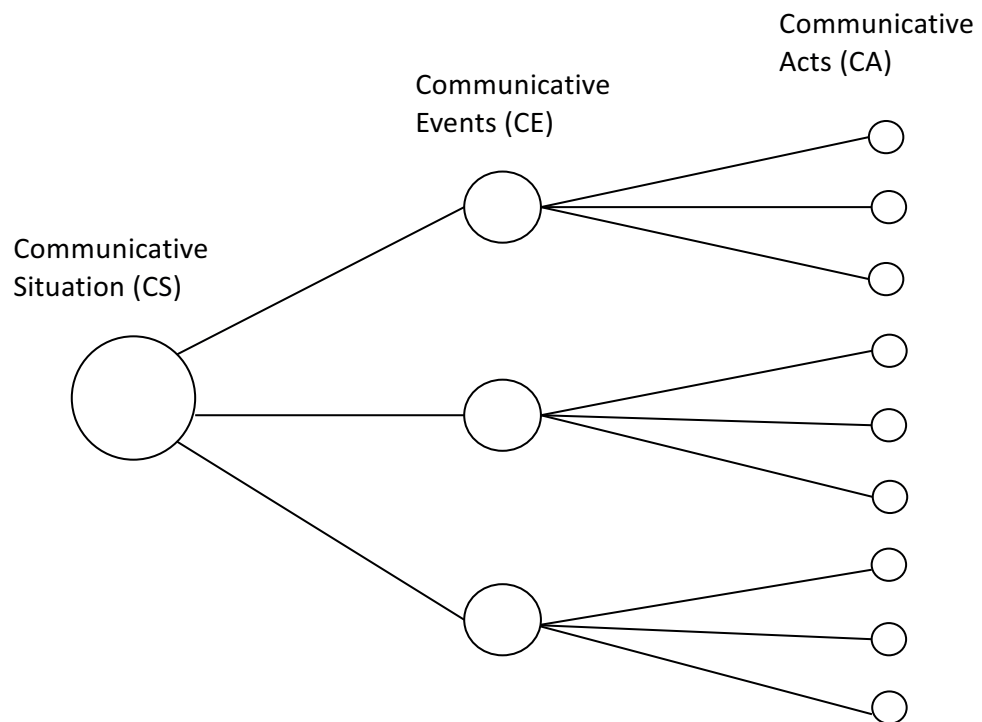 Communicative
Acts (CA)
Communicative
Events (CE)
Communicative
Situation (CS)